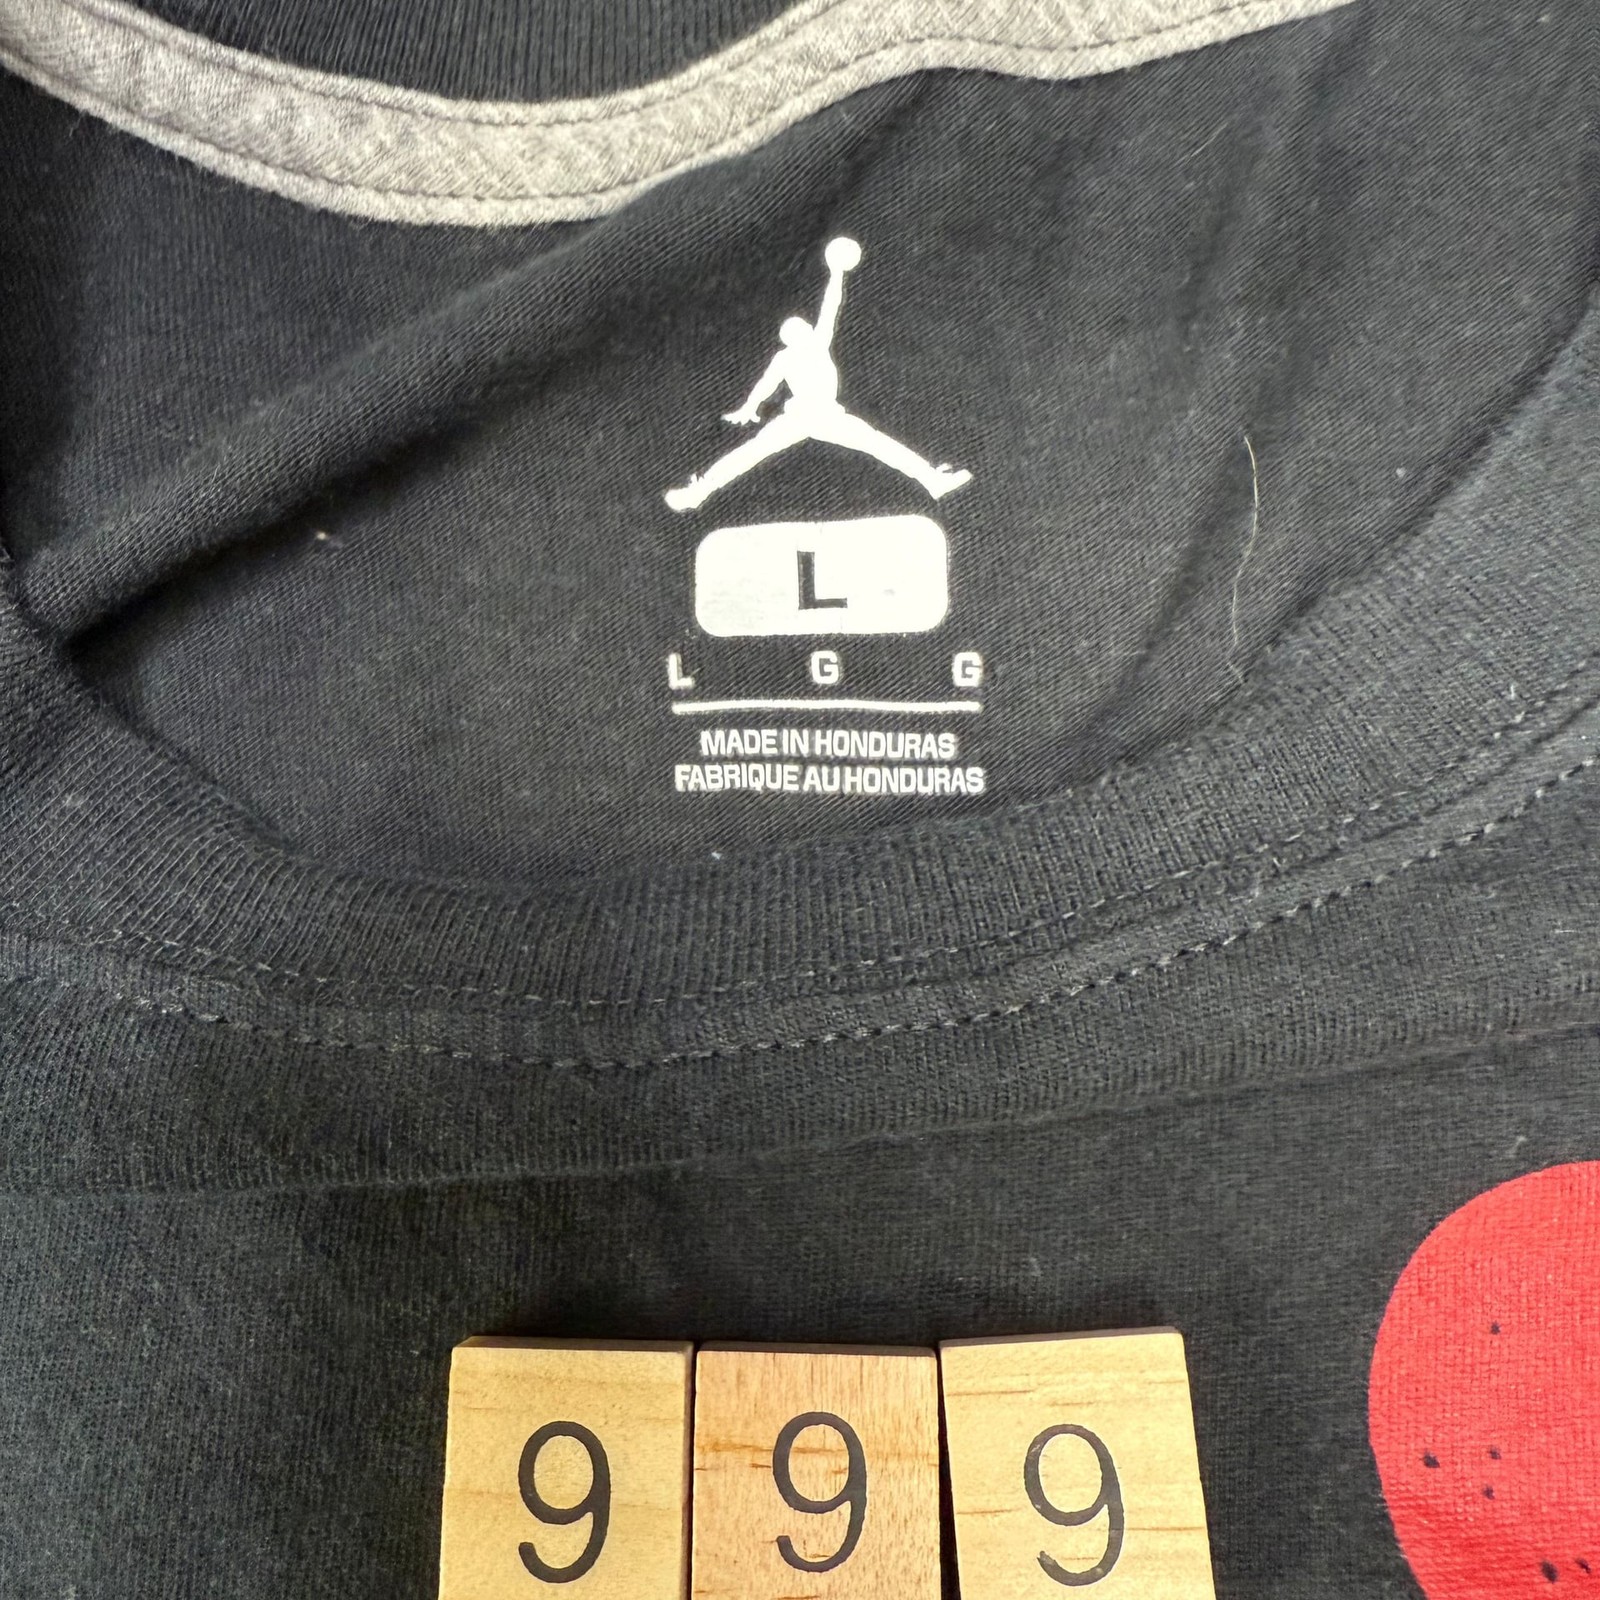 L
L G G
MADE IN HONDURAS
FABRIQUE AU HONDURAS
9 9 9